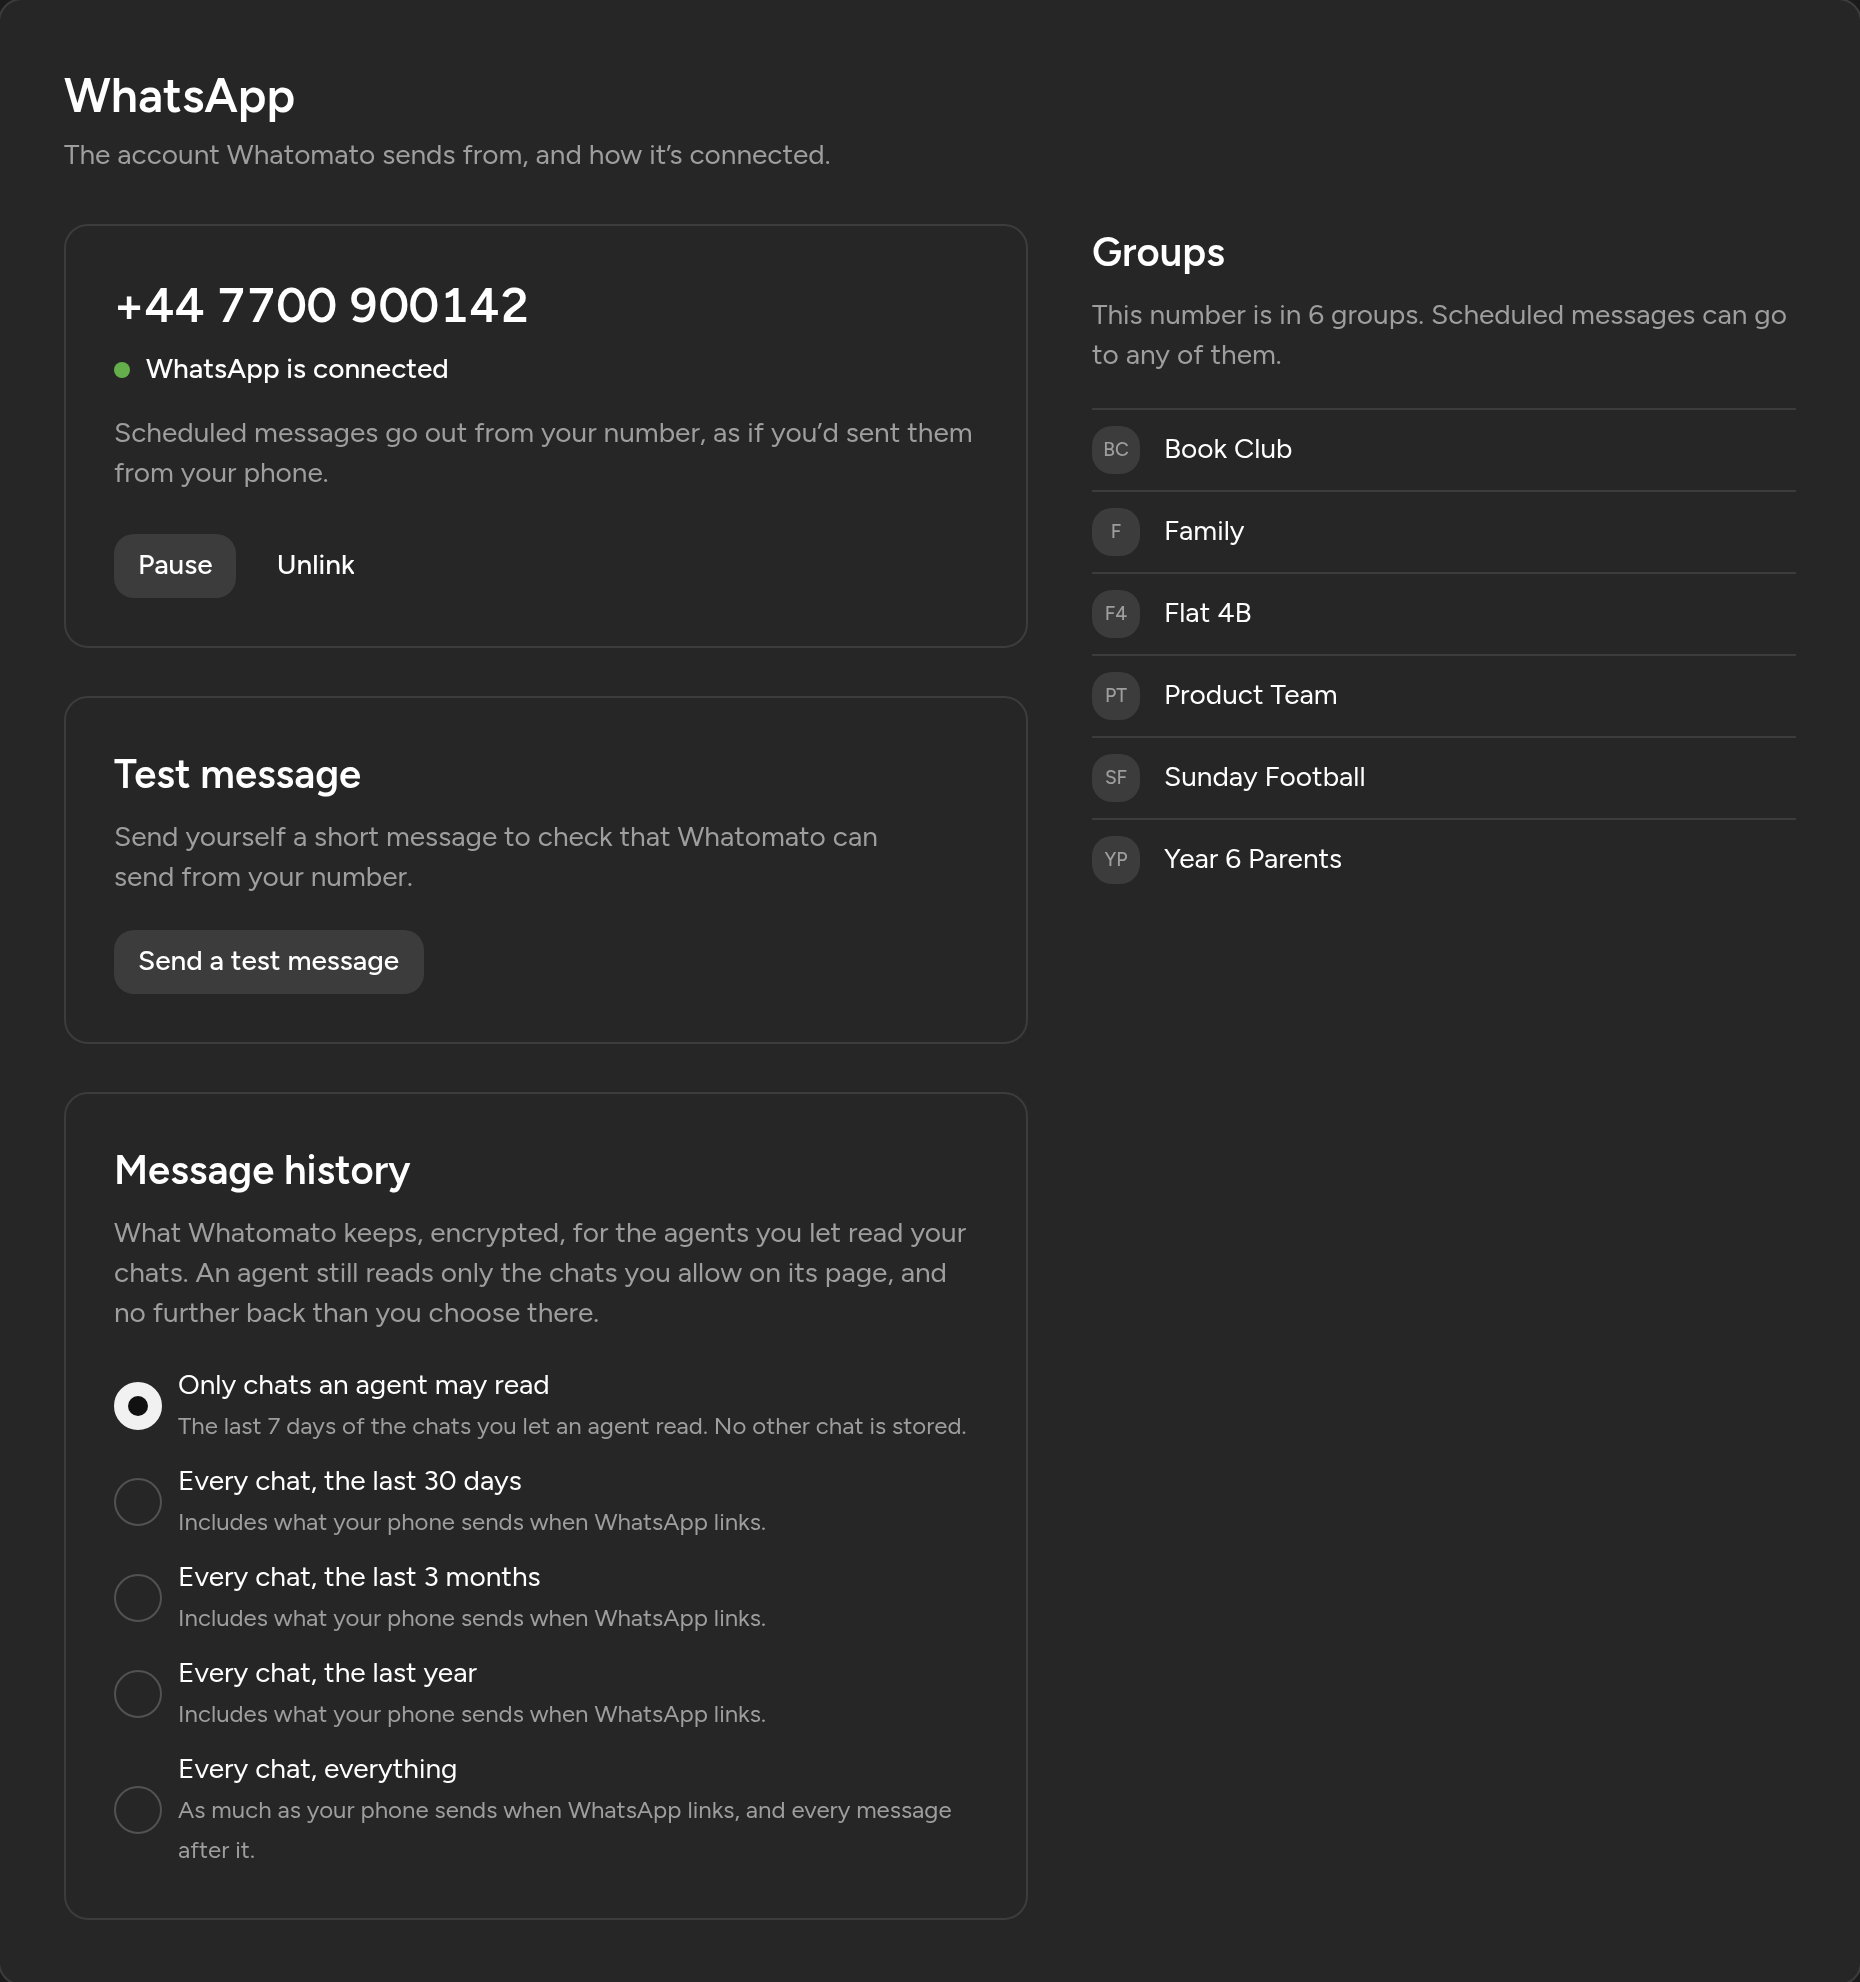 WhatsApp
The account Whatomato sends from, and how it’s connected.
+44 7700 900142
WhatsApp is connected
Scheduled messages go out from your number, as if you’d sent them
from your phone.
Pause
Unlink
Test message
Send yourself a short message to check that Whatomato can
send from your number.
Send a test message
Message history
What Whatomato keeps, encrypted, for the agents you let read your
chats. An agent still reads only the chats you allow on its page, and
no further back than you choose there.
Only chats an agent may read
The last 7 days of the chats you let an agent read. No other chat is stored.
Every chat, the last 30 days
Includes what your phone sends when WhatsApp links.
Every chat, the last 3 months
Includes what your phone sends when WhatsApp links.
Every chat, the last year
Includes what your phone sends when WhatsApp links.
Every chat, everything
As much as your phone sends when WhatsApp links, and every message
after it.
Groups
This number is in 6 groups. Scheduled messages can go
to any of them.
BC Book Club
F Family
F4 Flat 4B
PT Product Team
SF Sunday Football
YP Year 6 Parents